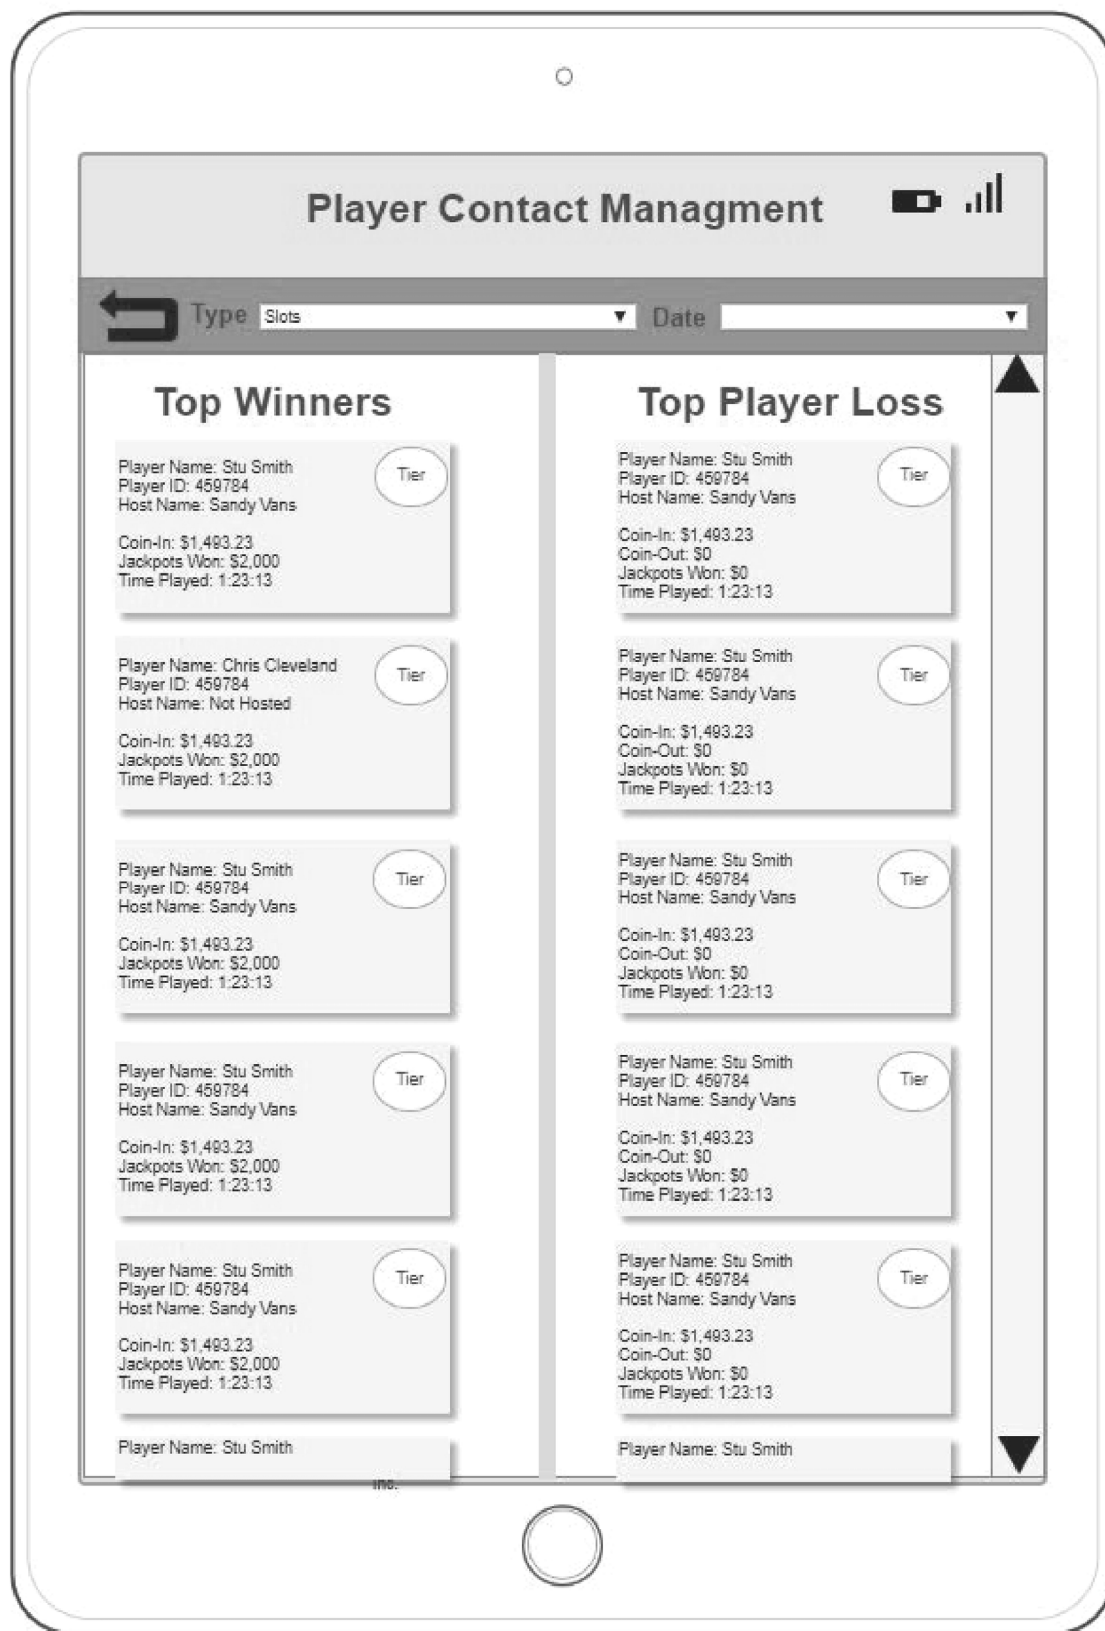 Player Contact Managment
Type Slots Date
Top Winners
Player Name: Stu Smith
Player ID: 459784
Host Name: Sandy Vans
Tier
Coin-In: $1,493.23
Jackpots Won: $2,000
Time Played: 1:23:13
Player Name: Chris Cleveland
Player ID: 459784
Host Name: Not Hosted
Tier
Coin-In: $1,493.23
Jackpots Won: $2,000
Time Played: 1:23:13
Player Name: Stu Smith
Player ID: 459784
Host Name: Sandy Vans
Tier
Coin-In: $1,493.23
Jackpots Won: $2,000
Time Played: 1:23:13
Player Name: Stu Smith
Player ID: 459784
Host Name: Sandy Vans
Tier
Coin-In: $1,493.23
Jackpots Won: $2,000
Time Played: 1:23:13
Player Name: Stu Smith
Player ID: 459784
Host Name: Sandy Vans
Tier
Coin-In: $1,493.23
Jackpots Won: $2,000
Time Played: 1:23:13
Player Name: Stu Smith
Inc.
Top Player Loss
Player Name: Stu Smith
Player ID: 459784
Host Name: Sandy Vans
Tier
Coin-In: $1,493.23
Coin-Out: $0
Jackpots Won: $0
Time Played: 1:23:13
Player Name: Stu Smith
Player ID: 459784
Host Name: Sandy Vans
Tier
Coin-In: $1,493.23
Coin-Out: $0
Jackpots Won: $0
Time Played: 1:23:13
Player Name: Stu Smith
Player ID: 459784
Host Name: Sandy Vans
Tier
Coin-In: $1,493.23
Coin-Out: $0
Jackpots Won: $0
Time Played: 1:23:13
Player Name: Stu Smith
Player ID: 459784
Host Name: Sandy Vans
Tier
Coin-In: $1,493.23
Coin-Out: $0
Jackpots Won: $0
Time Played: 1:23:13
Player Name: Stu Smith
Player ID: 459784
Host Name: Sandy Vans
Tier
Coin-In: $1,493.23
Coin-Out: $0
Jackpots Won: $0
Time Played: 1:23:13
Player Name: Stu Smith